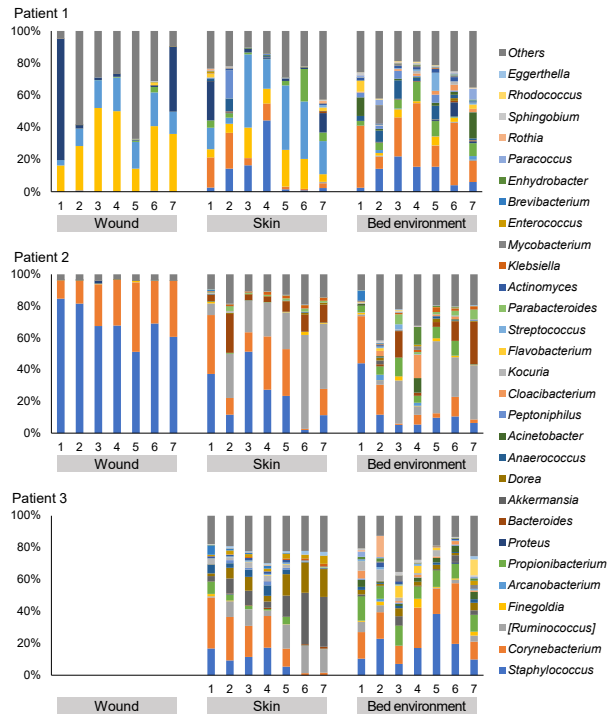 Patient 1
100%
80%
60%
40%
20%
0%
1 2 3 4 5 6 7 1 2 3 4 5 6 7 1 2 3 4 5 6 7
Wound Skin Bed environment
Patient 2
100%
80%
60%
40%
20%
0%
1 2 3 4 5 6 7 1 2 3 4 5 6 7 1 2 3 4 5 6 7
Wound Skin Bed environment
Patient 3
100%
80%
60%
40%
20%
0%
1 2 3 4 5 6 7 1 2 3 4 5 6 7
Wound Skin Bed environment
Others
Eggerthella
Rhodococcus
Sphingobium
Rothia
Paracoccus
Enhydrobacter
Brevibacterium
Enterococcus
Mycobacterium
Klebsiella
Actinomyces
Parabacteroides
Streptococcus
Flavobacterium
Kocuria
Cloacibacterium
Peptoniphilus
Acinetobacter
Anaerococcus
Dorea
Akkermansia
Bacteroides
Proteus
Propionibacterium
Arcanobacterium
Finegoldia
[Ruminococcus]
Corynebacterium
Staphylococcus